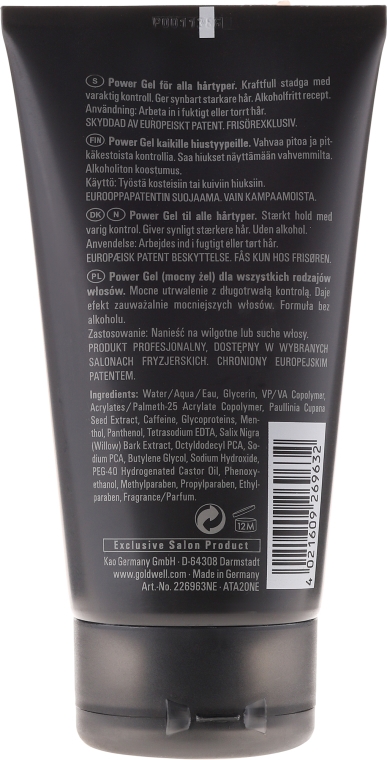 S Power Gel för alla hårtyper. Kraftfull stadga med
varaktig kontroll. Ger synbart starkare hår. Alkoholfritt recept.
Användning: Arbeta in i fuktigt eller torrt hår.
SKYDDAD AV EUROPEISKT PATENT. FRISÖREXKLUSIV.
FIN Power Gel kaikille hiustyypeille. Vahvaa pitoa ja pit-
käkestoista kontrollia. Saa hiukset näyttämään vahvemmilta.
Alkoholiton koostumus.
Käyttö: Työstä kosteisiin tai kuiviin hiuksiin.
EUROOPPAPATENTIN SUOJAAMA. VAIN KAMPAAMOISTA.
DK N Power Gel til alle hårtyper. Stærkt hold med
varig kontrol. Giver synligt stærkere hår. Uden alkohol.
Anvendelse: Arbejdes ind i fugtigt eller tørt hår.
EUROPÆISK PATENT BESKYTTELSE. FÅS KUN HOS FRISØREN.
PL Power Gel (mocny żel) dla wszystkich rodzajów
włosów. Mocne utrwalenie z długotrwałą kontrolą. Daje
efekt zauważalnie mocniejszych włosów. Formuła bez
alkoholu.
Zastosowanie: Nanieść na wilgotne lub suche włosy.
PRODUKT PROFESJONALNY, DOSTĘPNY W WYBRANYCH
SALONACH FRYZJERSKICH. CHRONIONY EUROPEJSKIM
PATENTEM.
Ingredients: Water/Aqua/Eau, Glycerin, VP/VA Copolymer,
Acrylates/Palmeth-25 Acrylate Copolymer, Paullinia Cupana
Seed Extract, Caffeine, Glycoproteins, Men-
thol, Panthenol, Tetrasodium EDTA, Salix Nigra
(Willow) Bark Extract, Octyldodecyl PCA, So-
dium PCA, Butylene Glycol, Sodium Hydroxide,
PEG-40 Hydrogenated Castor Oil, Phenoxy-
ethanol, Methylparaben, Propylparaben, Ethyl-
paraben, Fragrance/Parfum.
12M
Exclusive Salon Product
Kao Germany GmbH · D-64308 Darmstadt
www.goldwell.com · Made in Germany
Art.-No. 226963NE · ATA20NE
4 021609 269632